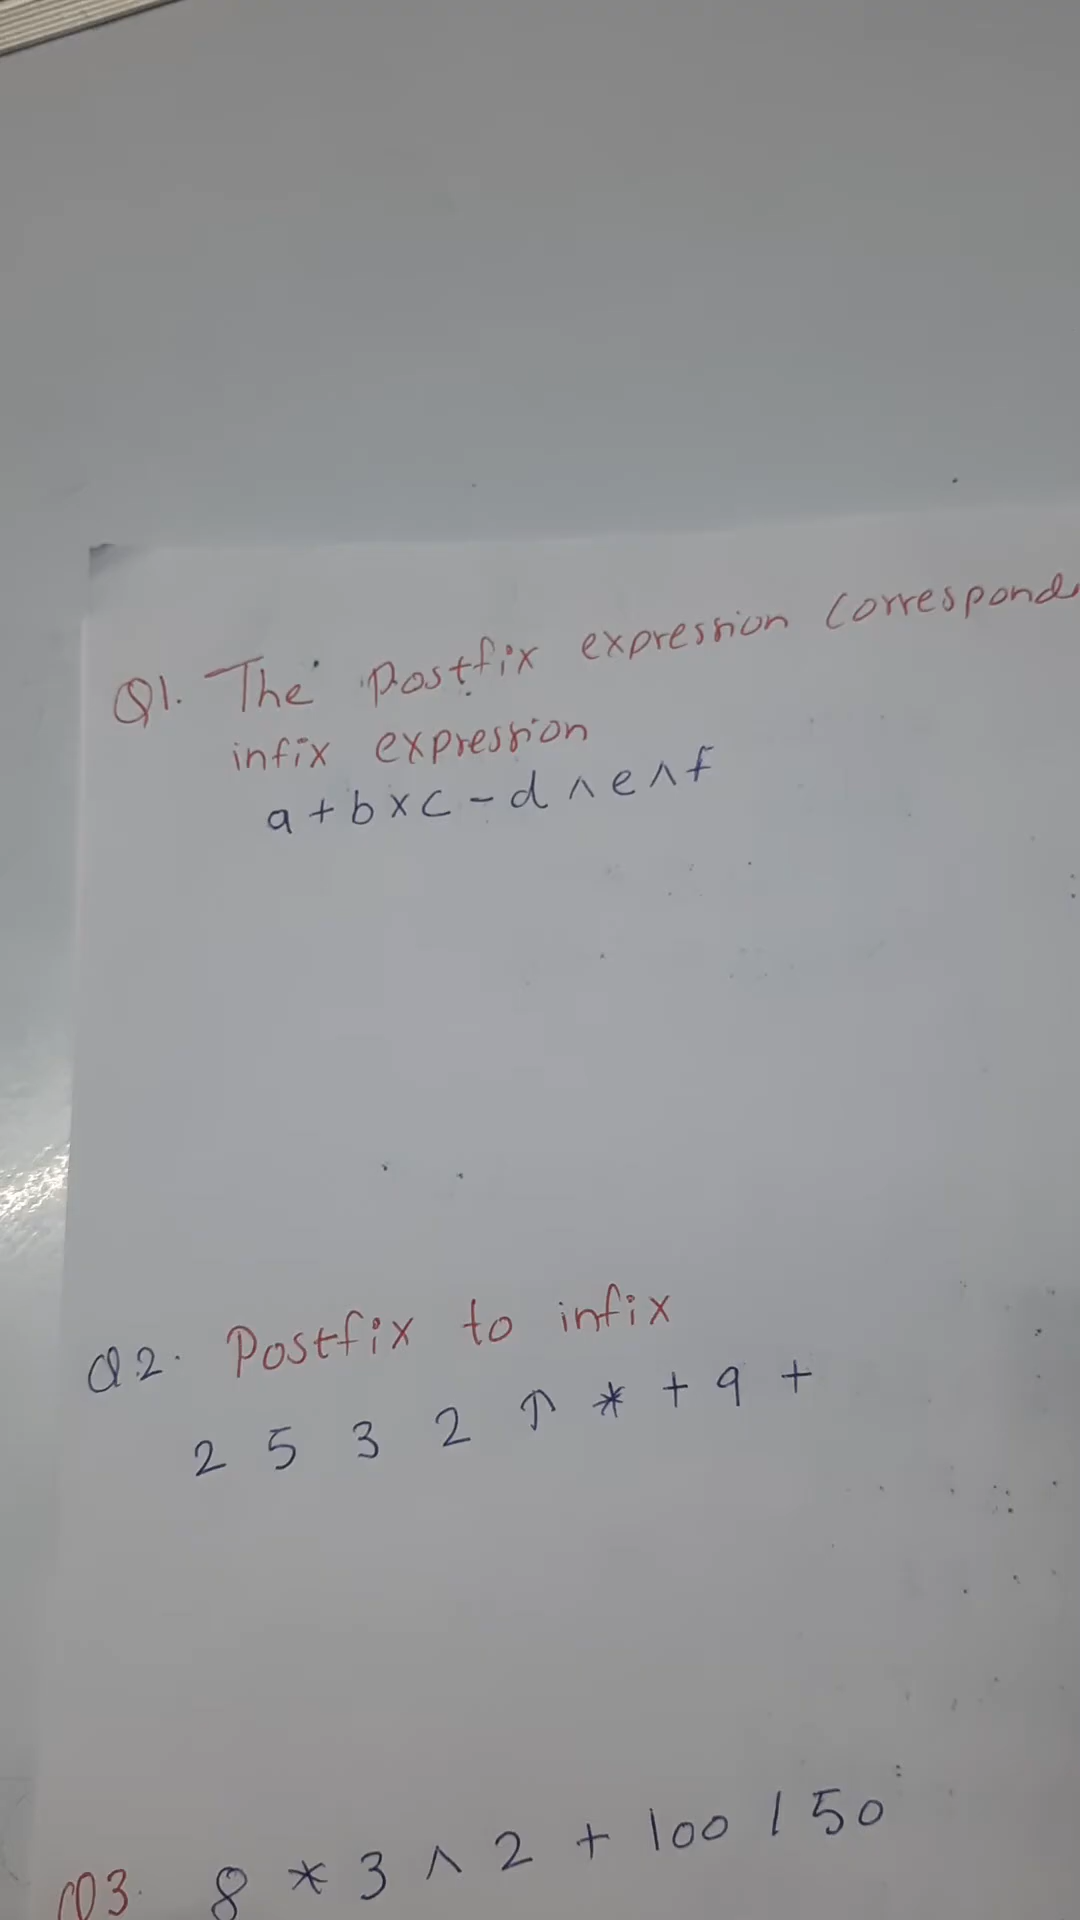 Q1. The postfix expression correspond
infix expression
a + b x c - d ^ e ^ f
Q2. Postfix to infix
2 5 3 2 ↑ * + 9 +
Q3. 8 * 3 ^ 2 + 100 / 50